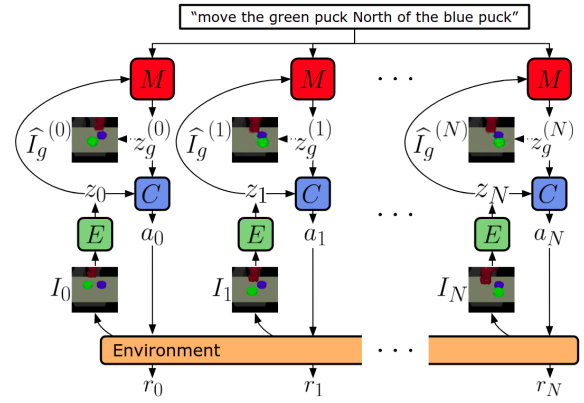 “move the green puck North of the blue puck”
M M · · · M
Î_g^{(0)} z_g^{(0)} Î_g^{(1)} z_g^{(1)} Î_g^{(N)} z_g^{(N)}
z_0 C z_1 C z_N C
E a_0 E a_1 · · · E a_N
I_0 I_1 I_N
Environment · · ·
r_0 r_1 r_N